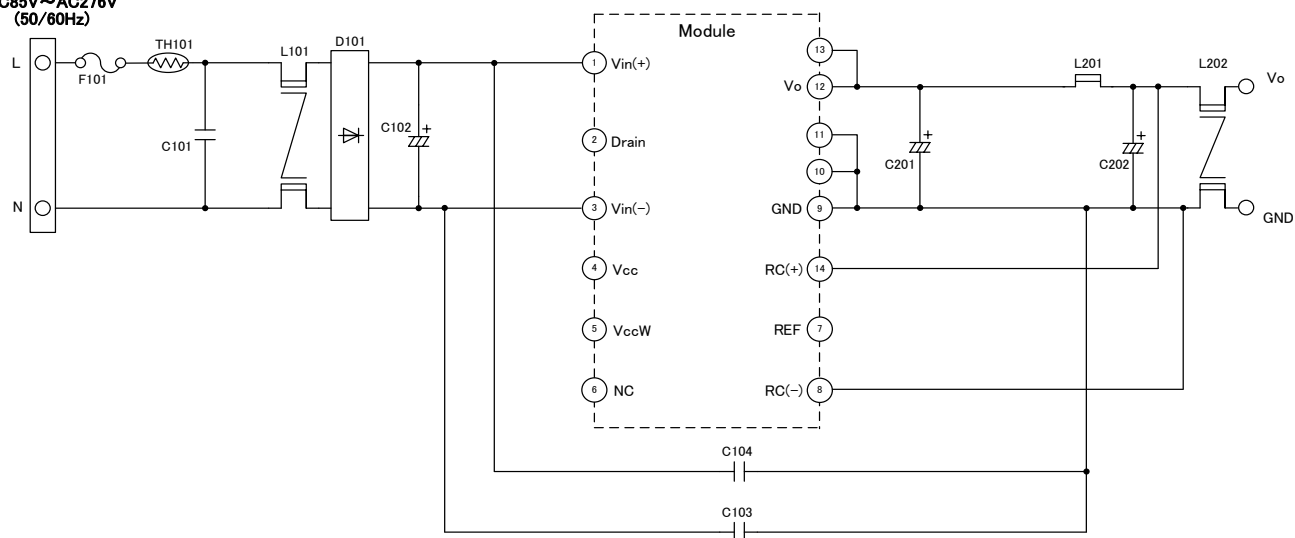 C85V～AC276V
(50/60Hz)
L
F101
TH101
C101
L101
D101
C102
N
Module
1 Vin(+)
2 Drain
3 Vin(-)
4 Vcc
5 VccW
6 NC
13
Vo 12
11
10
GND 9
RC(+) 14
REF 7
RC(-) 8
C201
L201
C202
L202
Vo
GND
C104
C103